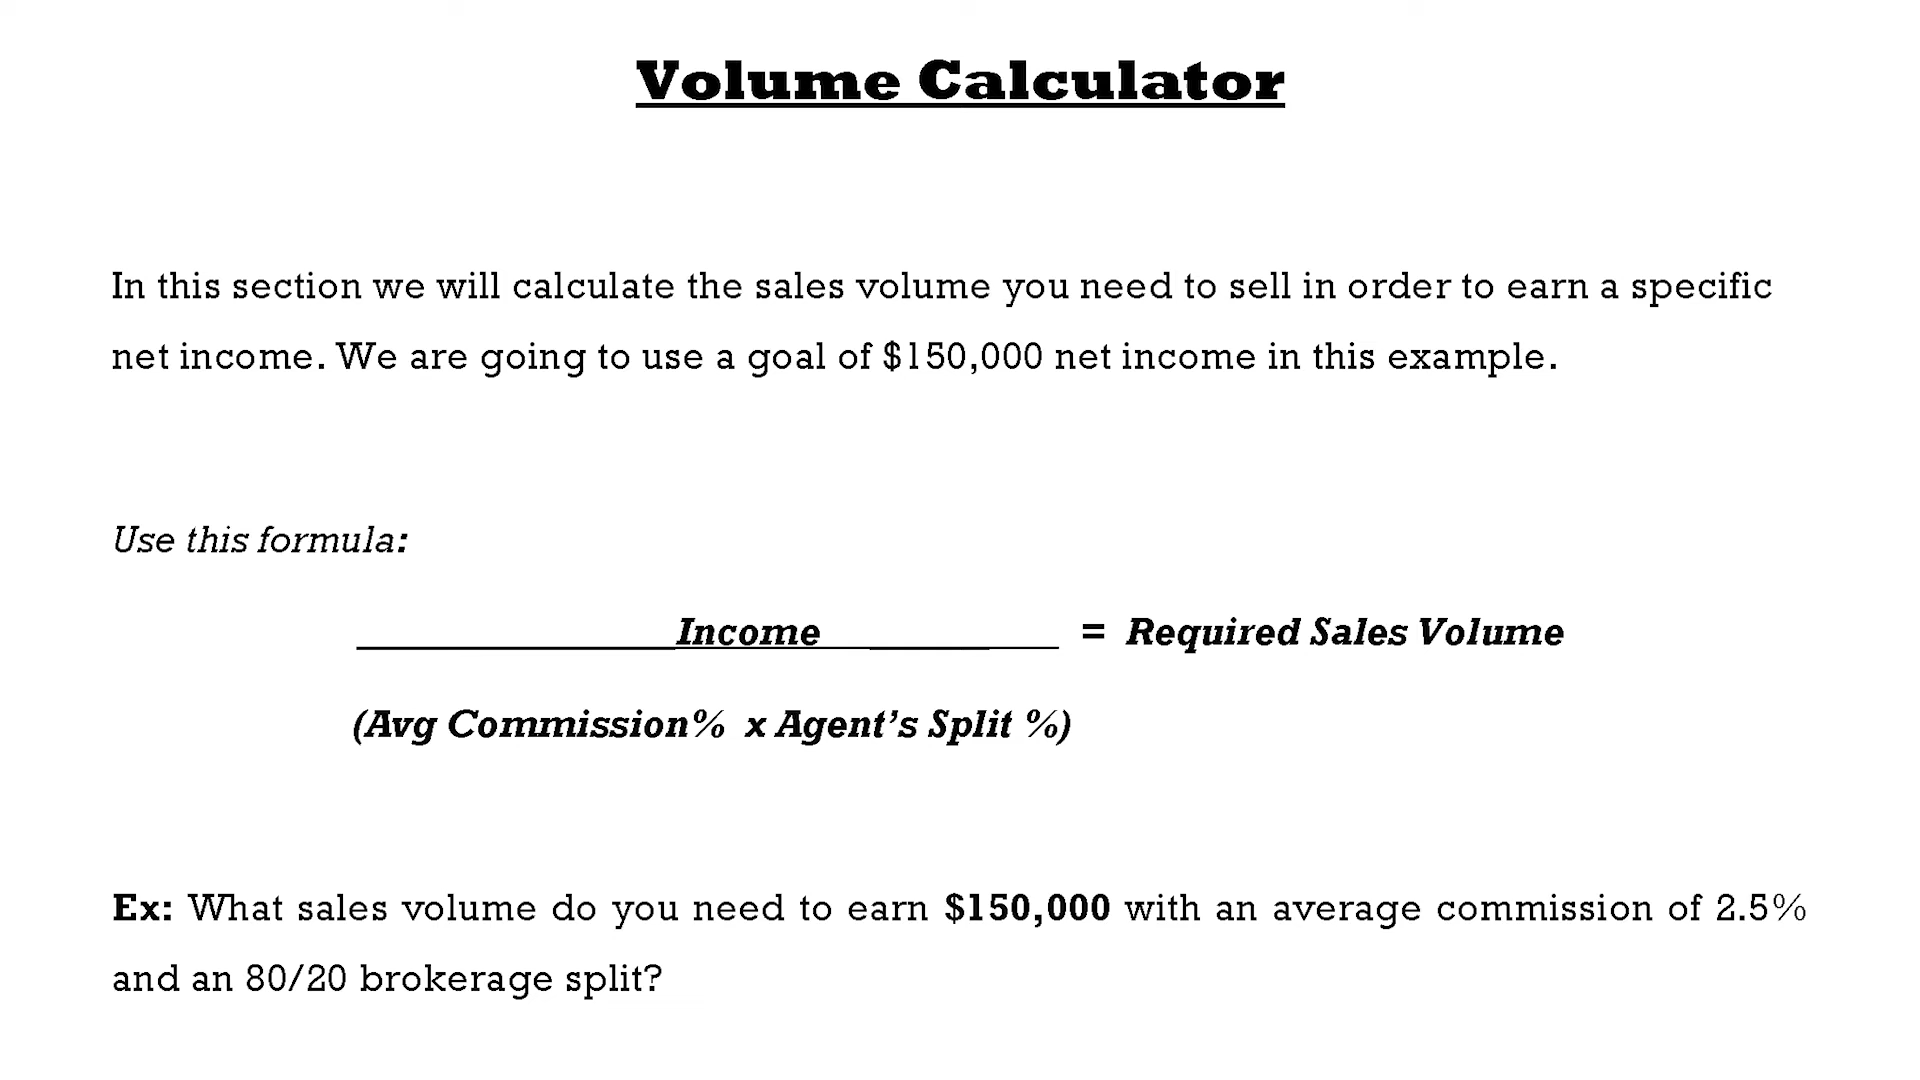 Volume Calculator
In this section we will calculate the sales volume you need to sell in order to earn a specific
net income. We are going to use a goal of $150,000 net income in this example.
Use this formula:
Income = Required Sales Volume
(Avg Commission% x Agent’s Split %)
Ex: What sales volume do you need to earn $150,000 with an average commission of 2.5%
and an 80/20 brokerage split?